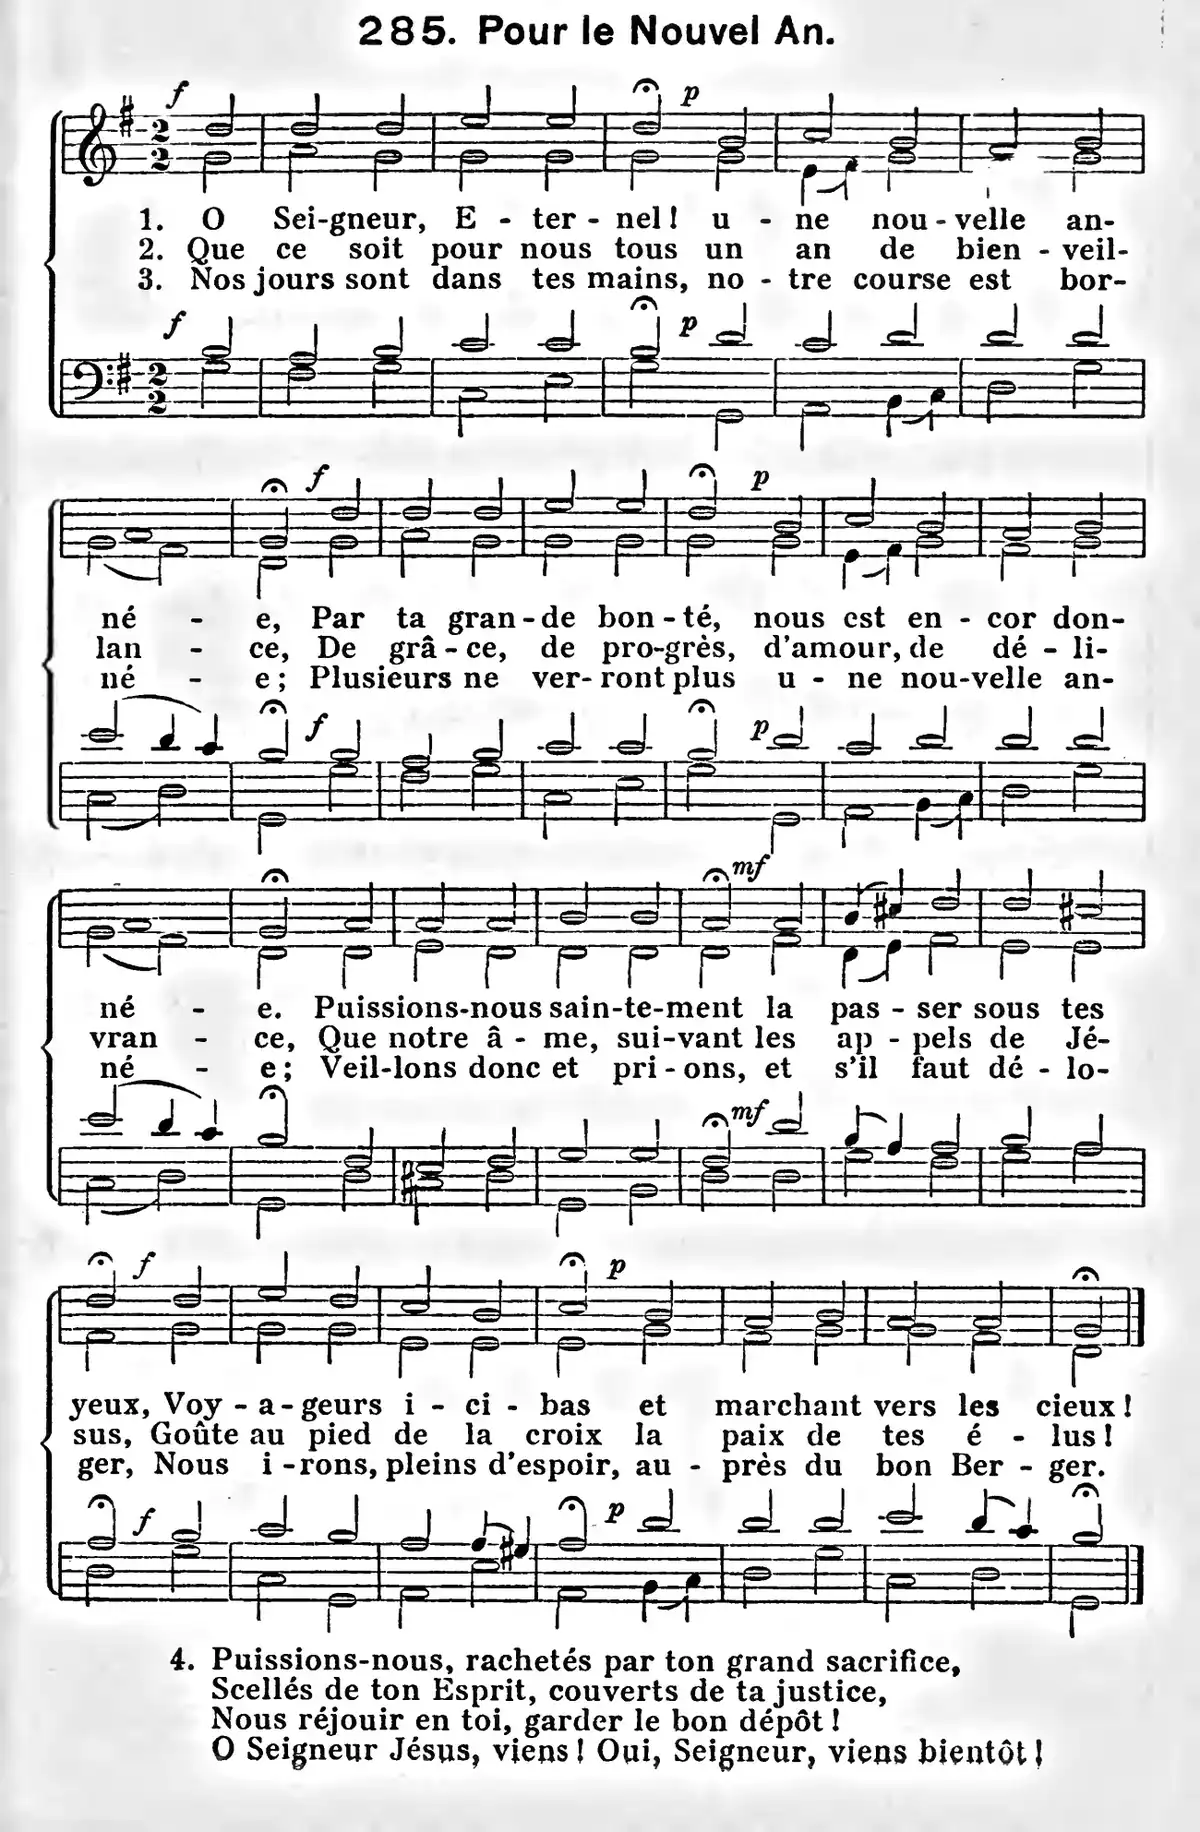 285. Pour le Nouvel An.
f p
1. O Sei-gneur, E - ter - nel! u - ne nou - velle an-
2. Que ce soit pour nous tous un an de bien - veil-
3. Nos jours sont dans tes mains, no - tre course est bor-
f p
f p
né - e, Par ta gran - de bon - té, nous est en - cor don-
lan - ce, De grâ - ce, de pro-grès, d'amour, de dé - li-
né - e; Plusieurs ne ver- ront plus u - ne nou-velle an-
f p
mf
né - e. Puissions-nous sain-te-ment la pas - ser sous tes
vran - ce, Que notre â - me, sui-vant les ap - pels de Jé-
né - e; Veil-lons donc et pri - ons, et s'il faut dé - lo-
mf
f p
yeux, Voy - a - geurs i - ci - bas et marchant vers les cieux!
sus, Goûte au pied de la croix la paix de tes é - lus!
ger, Nous i - rons, pleins d'espoir, au - près du bon Ber - ger.
f p
4. Puissions-nous, rachetés par ton grand sacrifice,
Scellés de ton Esprit, couverts de ta justice,
Nous réjouir en toi, garder le bon dépôt!
O Seigneur Jésus, viens! Oui, Seigneur, viens bientôt!